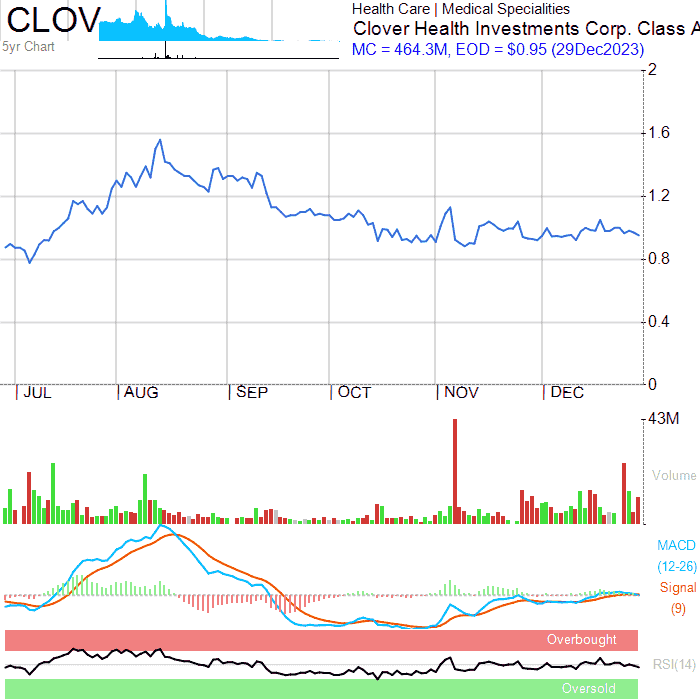 CLOV
5yr Chart
Health Care | Medical Specialities
Clover Health Investments Corp. Class A
MC = 464.3M, EOD = $0.95 (29Dec2023)
2
1.6
1.2
0.8
0.4
0
JUL
AUG
SEP
OCT
NOV
DEC
43M
Volume
MACD
(12-26)
Signal
(9)
Overbought
RSI(14)
Oversold